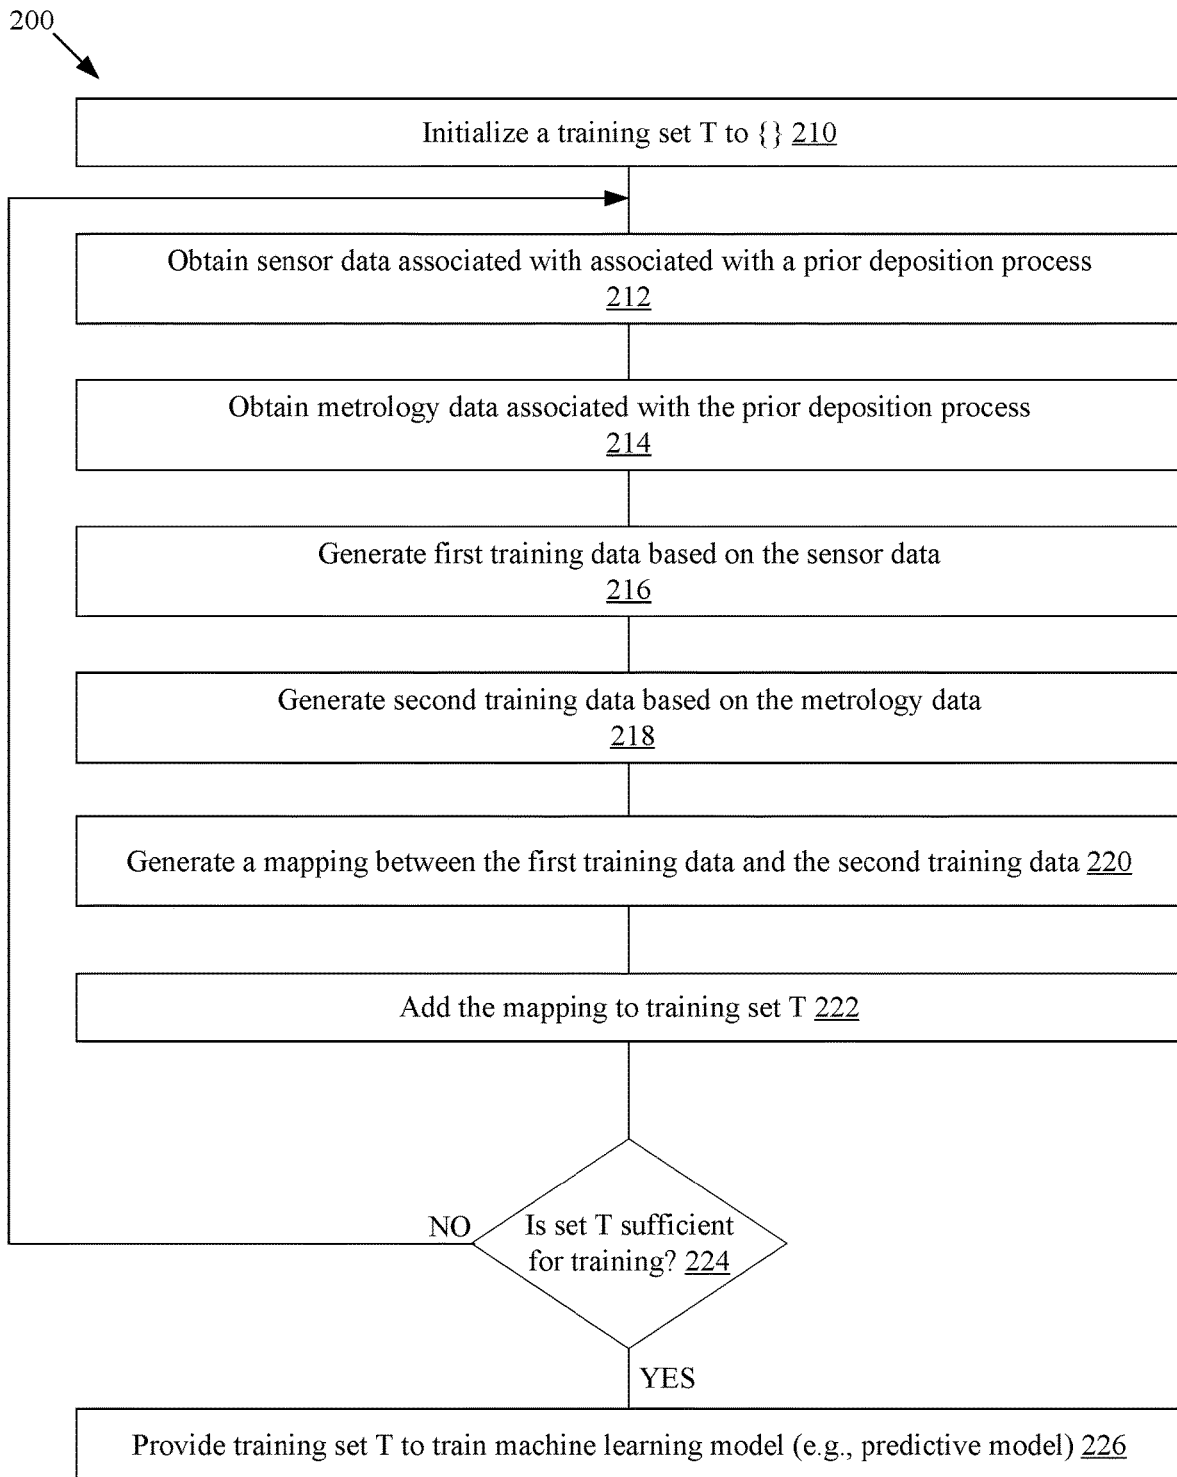 200
Initialize a training set T to {} 210
Obtain sensor data associated with associated with a prior deposition process
212
Obtain metrology data associated with the prior deposition process
214
Generate first training data based on the sensor data
216
Generate second training data based on the metrology data
218
Generate a mapping between the first training data and the second training data 220
Add the mapping to training set T 222
NO
Is set T sufficient
for training? 224
YES
Provide training set T to train machine learning model (e.g., predictive model) 226